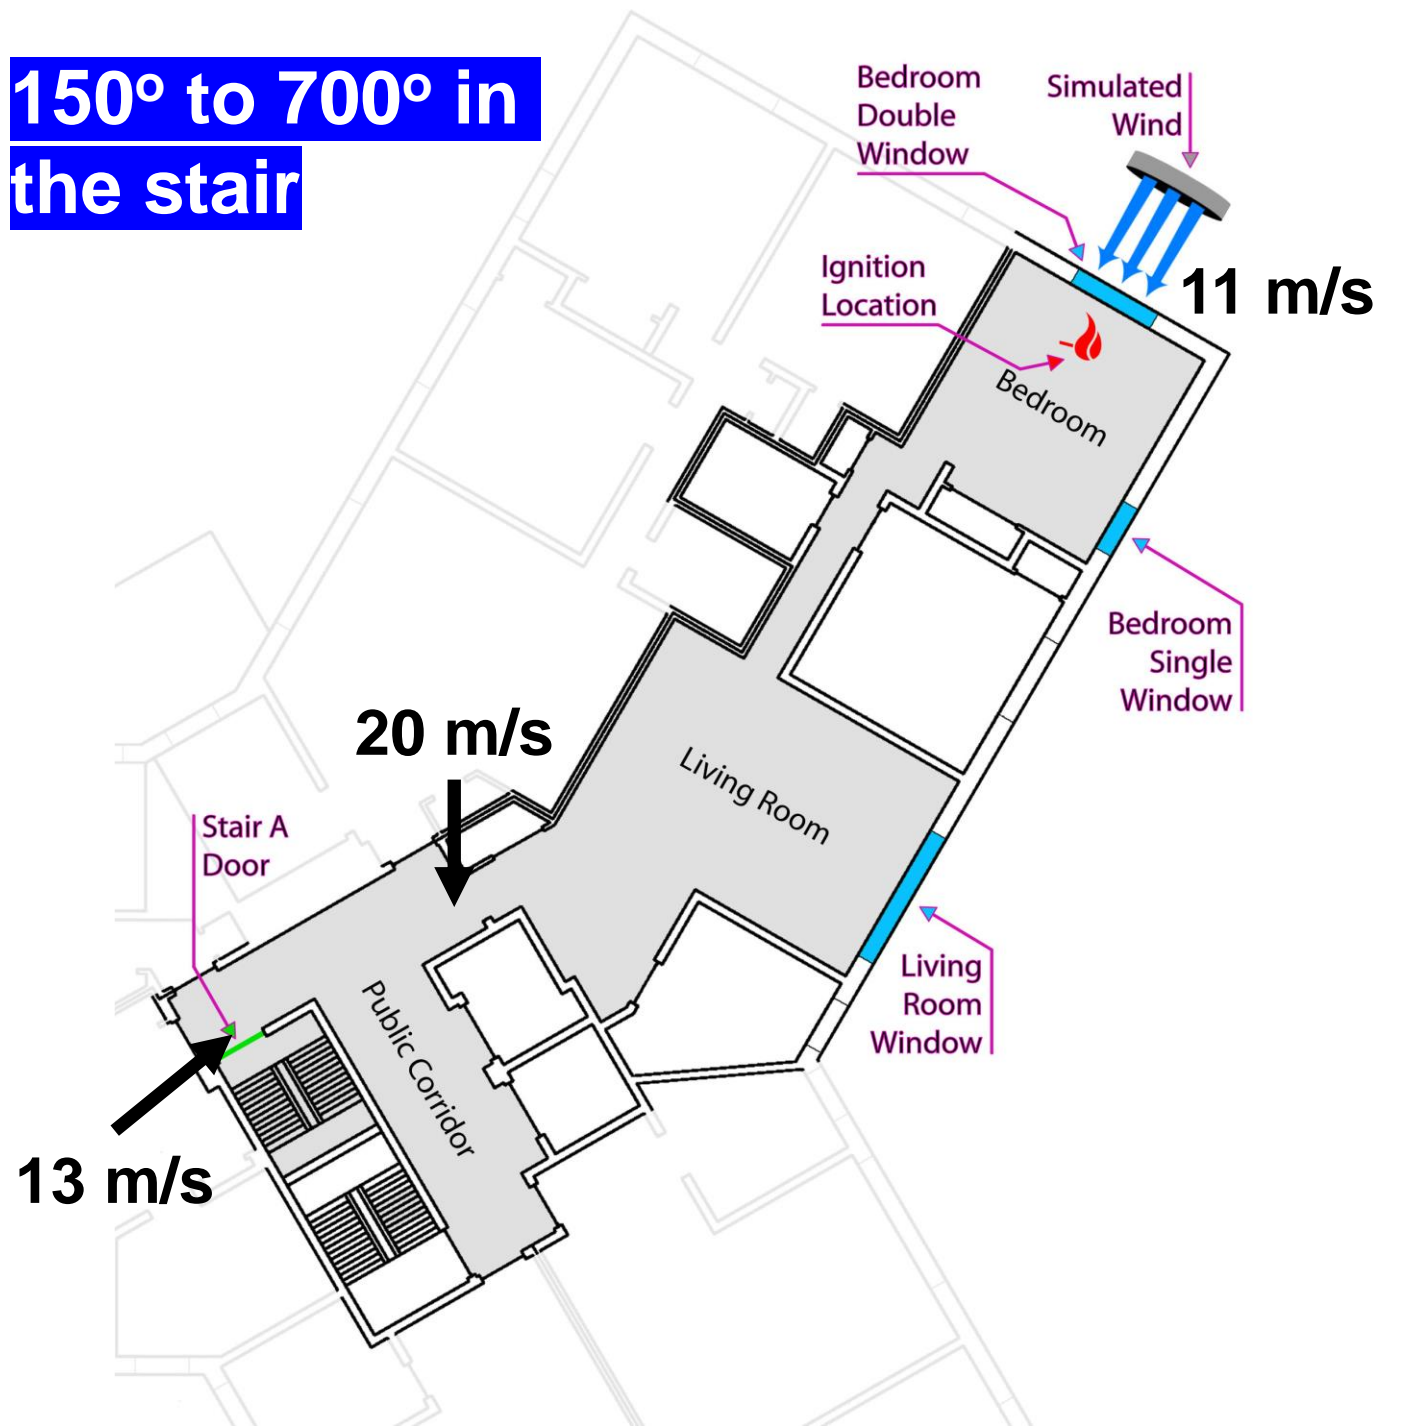 150º to 700º in
the stair
Bedroom
Double
Window
Simulated
Wind
11 m/s
Ignition
Location
Bedroom
Bedroom
Single
Window
20 m/s
Living Room
Stair A
Door
Living
Room
Window
Public Corridor
13 m/s